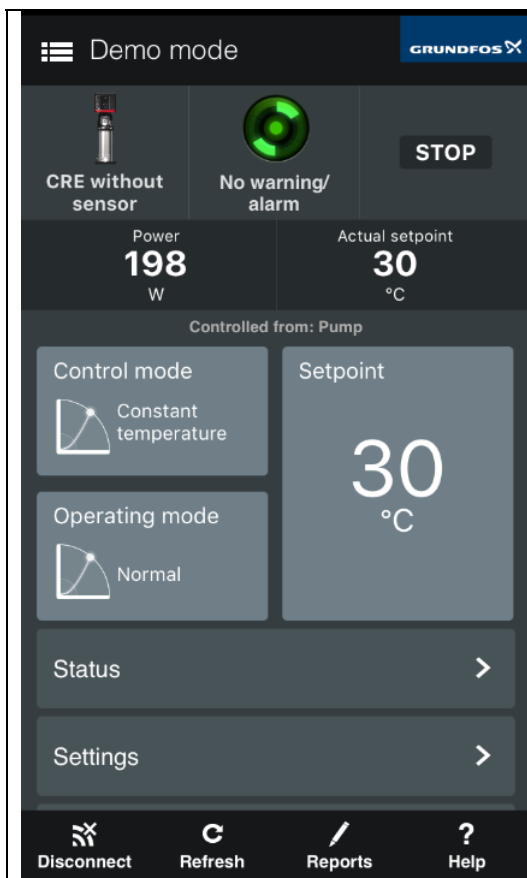 Demo mode
GRUNDFOS
CRE without
sensor
No warning/
alarm
STOP
Power
198
W
Actual setpoint
30
°C
Controlled from: Pump
Control mode
Constant
temperature
Setpoint
30
°C
Operating mode
Normal
Status
Settings
Disconnect
Refresh
Reports
?
Help